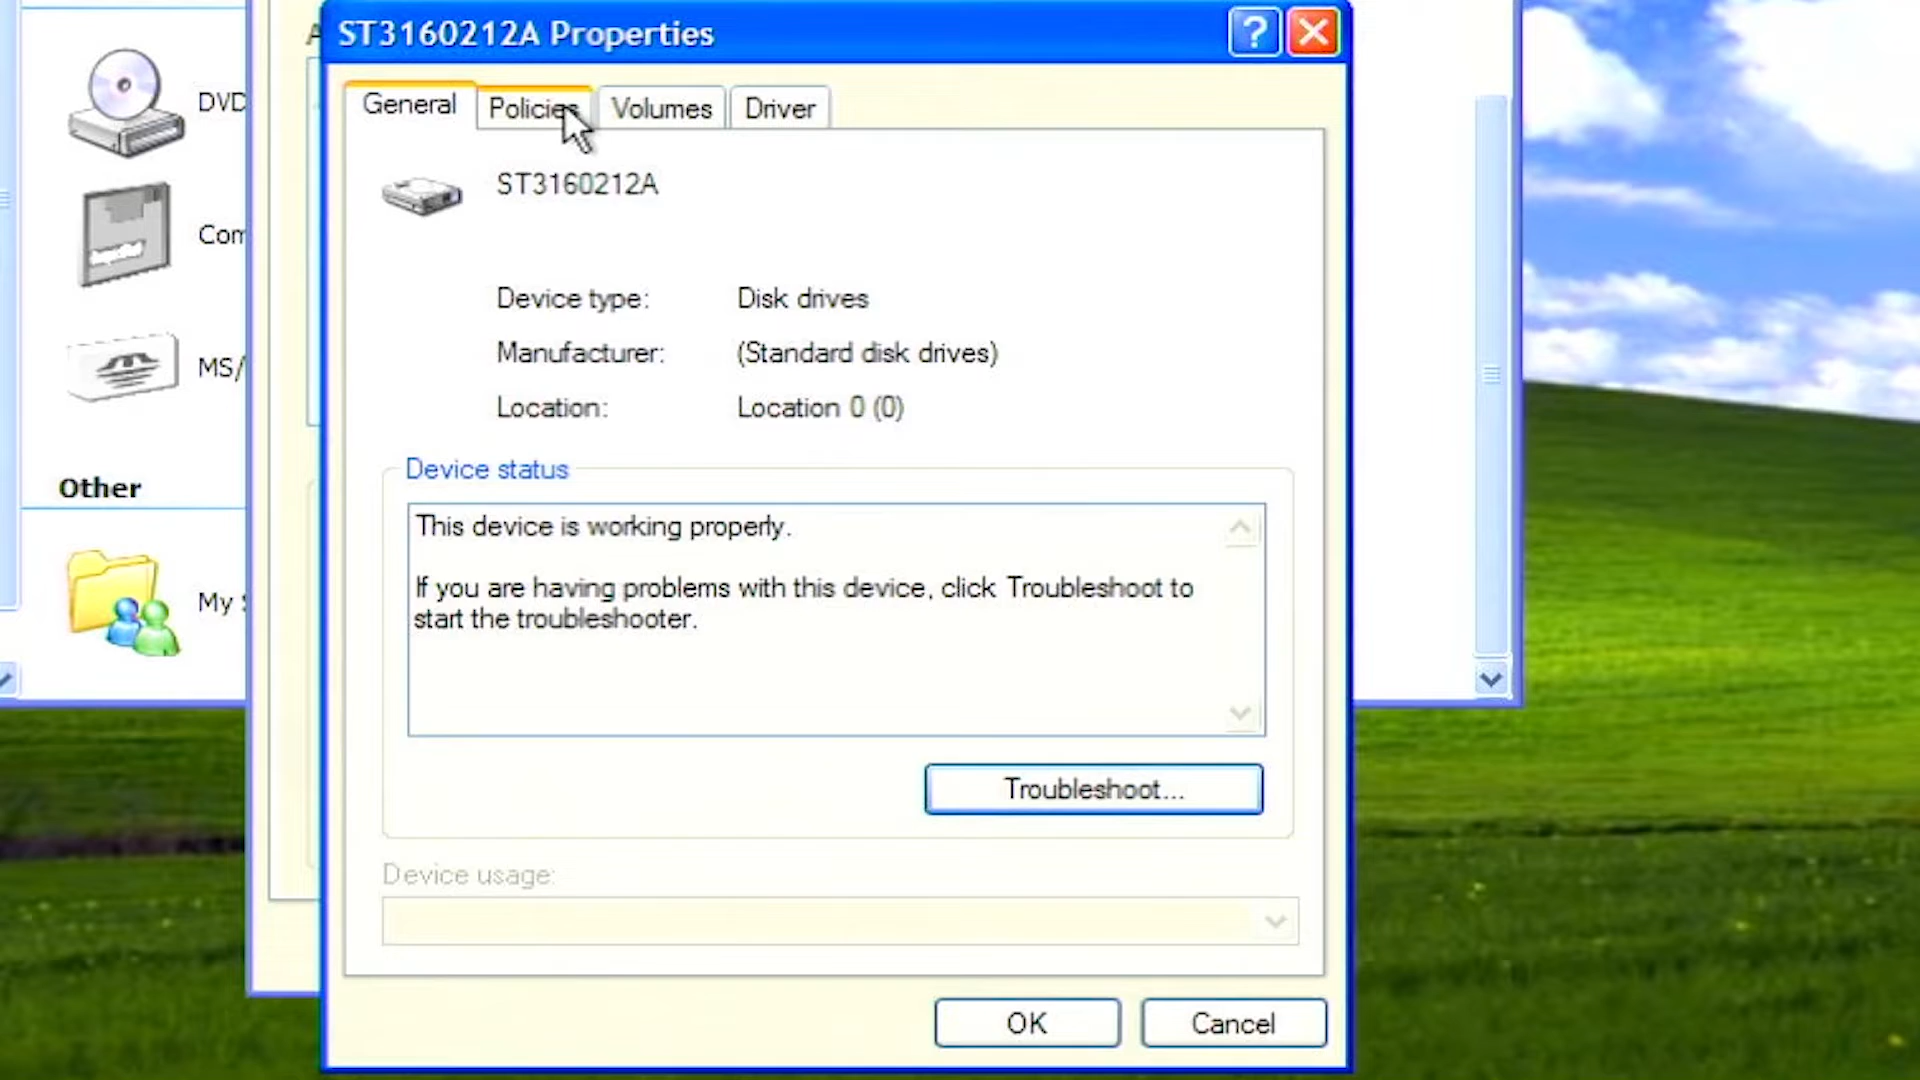 ST3160212A Properties
General
Policies
Volumes
Driver
ST3160212A
Device type: Disk drives
Manufacturer: (Standard disk drives)
Location: Location 0 (0)
Device status
This device is working properly.
If you are having problems with this device, click Troubleshoot to
start the troubleshooter.
Troubleshoot...
Device usage:
OK
Cancel
DVD
Com
MS/
Other
My